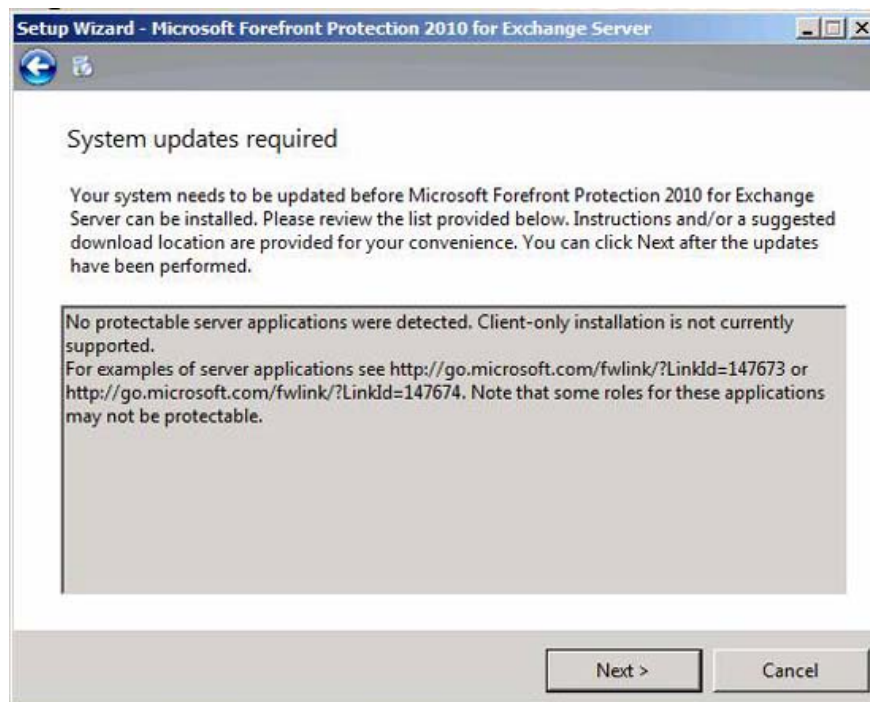 Setup Wizard - Microsoft Forefront Protection 2010 for Exchange Server
System updates required
Your system needs to be updated before Microsoft Forefront Protection 2010 for Exchange
Server can be installed. Please review the list provided below. Instructions and/or a suggested
download location are provided for your convenience. You can click Next after the updates
have been performed.
No protectable server applications were detected. Client-only installation is not currently
supported.
For examples of server applications see http://go.microsoft.com/fwlink/?LinkId=147673 or
http://go.microsoft.com/fwlink/?LinkId=147674. Note that some roles for these applications
may not be protectable.
Next >
Cancel